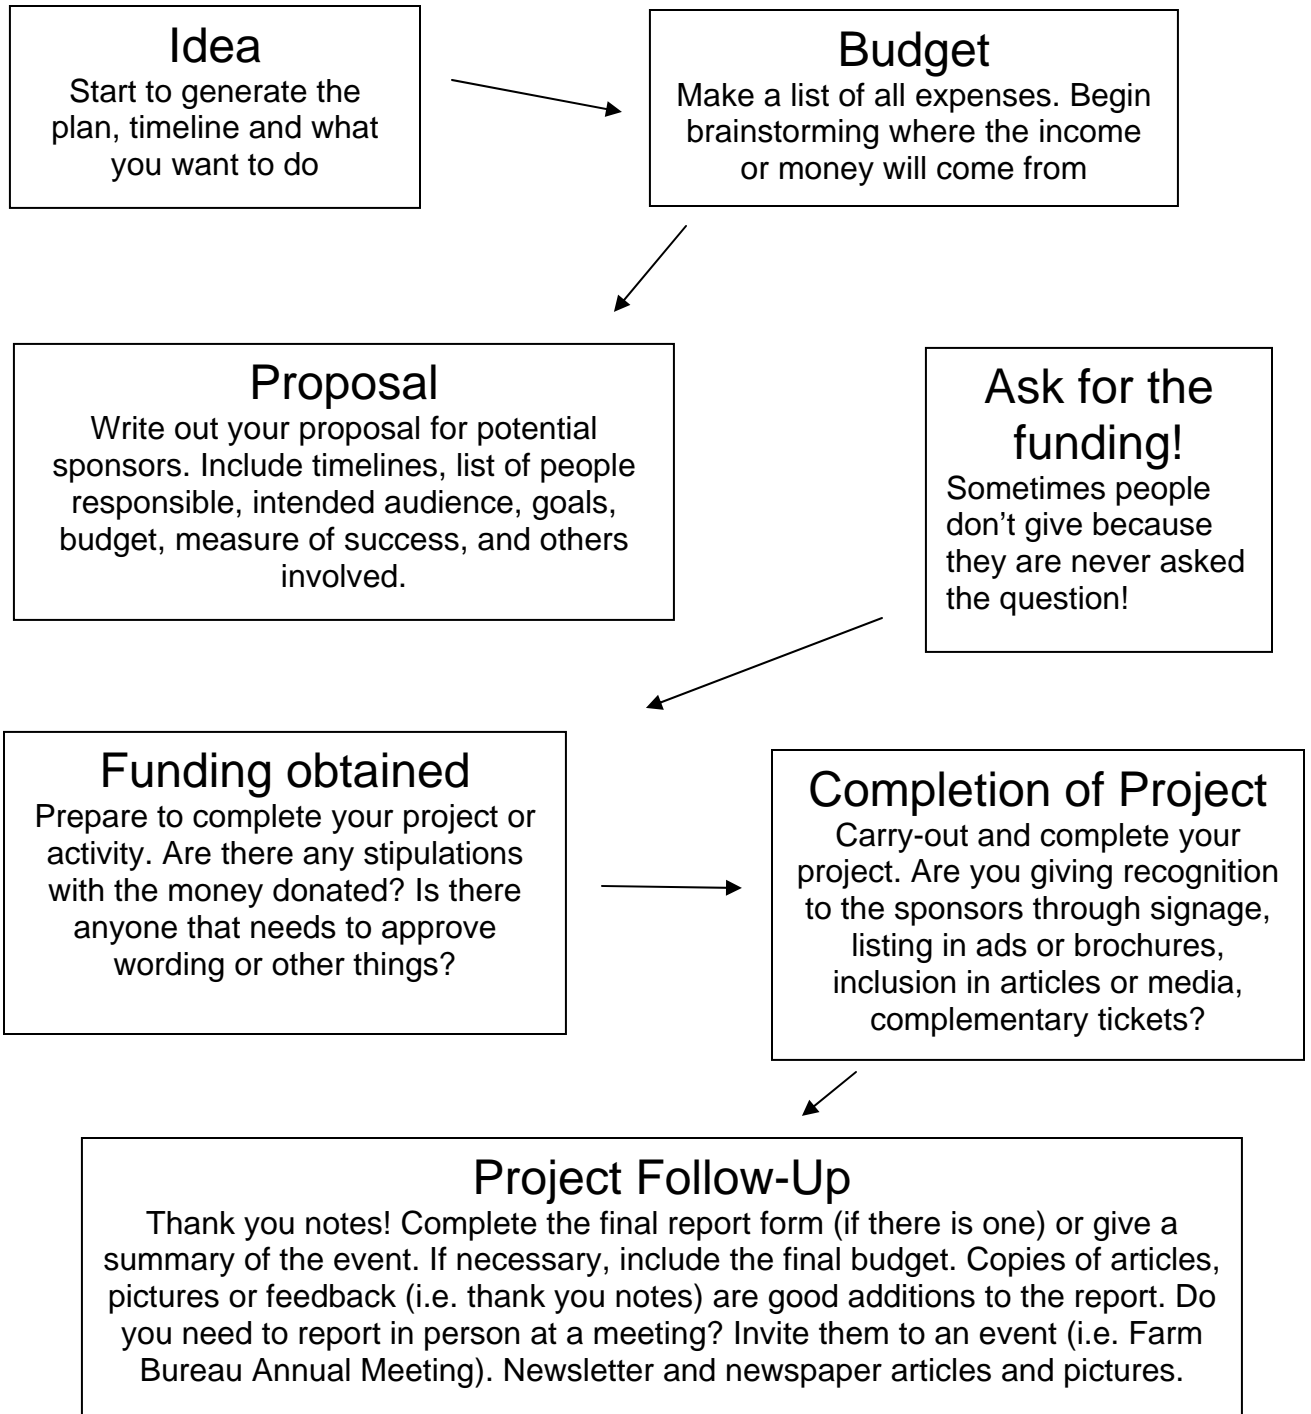 Idea
Start to generate the
plan, timeline and what
you want to do
Budget
Make a list of all expenses. Begin
brainstorming where the income
or money will come from
Proposal
Write out your proposal for potential
sponsors. Include timelines, list of people
responsible, intended audience, goals,
budget, measure of success, and others
involved.
Ask for the
funding!
Sometimes people
don’t give because
they are never asked
the question!
Funding obtained
Prepare to complete your project or
activity. Are there any stipulations
with the money donated? Is there
anyone that needs to approve
wording or other things?
Completion of Project
Carry-out and complete your
project. Are you giving recognition
to the sponsors through signage,
listing in ads or brochures,
inclusion in articles or media,
complementary tickets?
Project Follow-Up
Thank you notes! Complete the final report form (if there is one) or give a
summary of the event. If necessary, include the final budget. Copies of articles,
pictures or feedback (i.e. thank you notes) are good additions to the report. Do
you need to report in person at a meeting? Invite them to an event (i.e. Farm
Bureau Annual Meeting). Newsletter and newspaper articles and pictures.